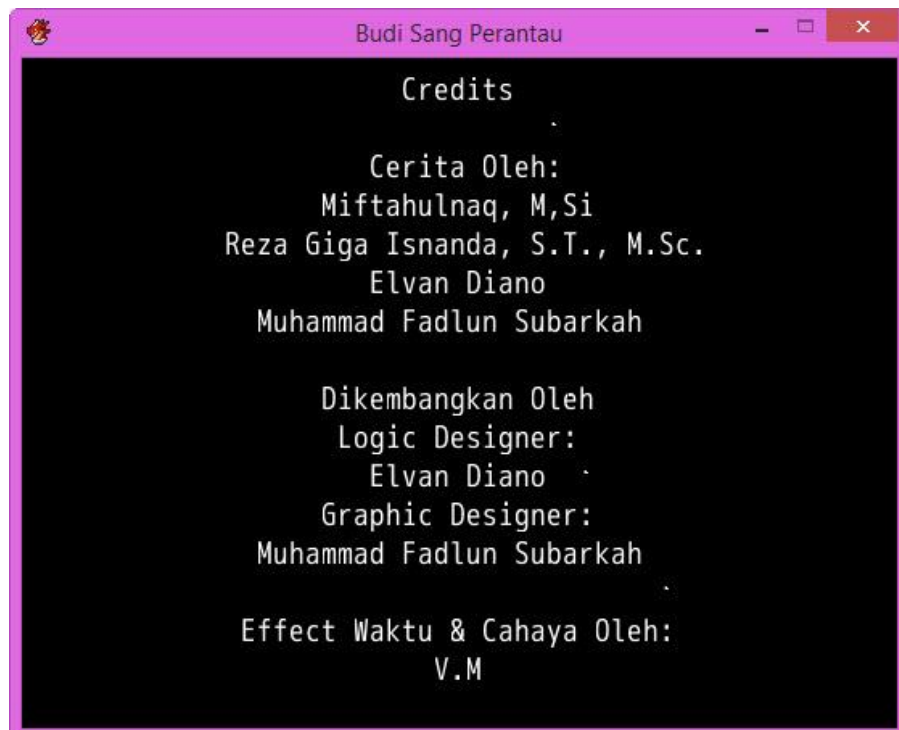 Budi Sang Perantau
Credits
Cerita Oleh:
Miftahulnaq, M,Si
Reza Giga Isnanda, S.T., M.Sc.
Elvan Diano
Muhammad Fadlun Subarkah
Dikembangkan Oleh
Logic Designer:
Elvan Diano
Graphic Designer:
Muhammad Fadlun Subarkah
Effect Waktu & Cahaya Oleh:
V.M